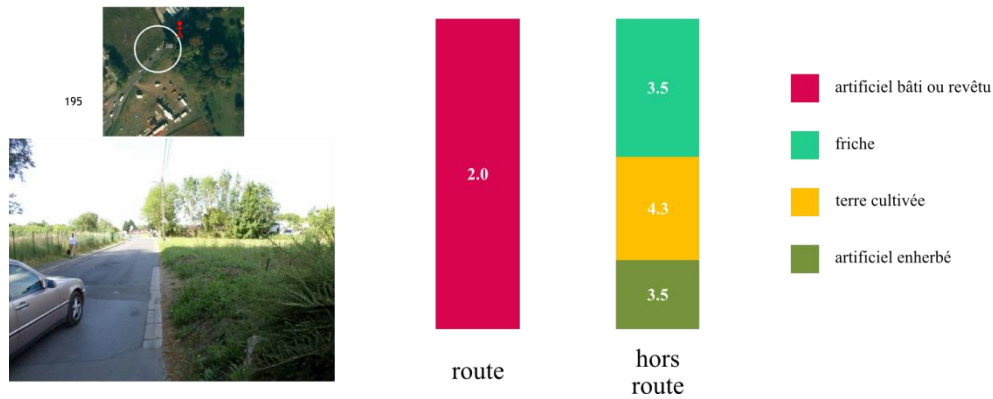 195
2.0
route
3.5
4.3
3.5
hors
route
artificiel bâti ou revêtu
friche
terre cultivée
artificiel enherbé